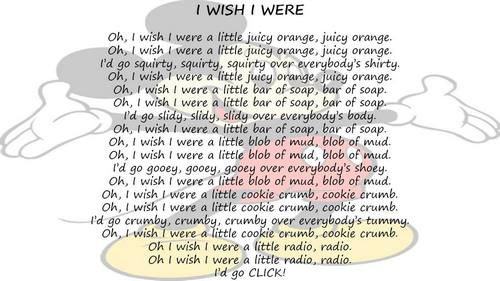 I WISH I WERE
Oh, I wish I were a little juicy orange, juicy orange.
Oh, I wish I were a little juicy orange, juicy orange.
I'd go squirty, squirty, squirty over everybody's shirty.
Oh, I wish I were a little juicy orange, juicy orange.
Oh, I wish I were a little bar of soap, bar of soap.
Oh, I wish I were a little bar of soap, bar of soap.
I'd go slidy, slidy, slidy over everybody's body.
Oh, I wish I were a little bar of soap, bar of soap.
Oh, I wish I were a little blob of mud, blob of mud.
Oh, I wish I were a little blob of mud, blob of mud.
I'd go gooey, gooey, gooey over everybody's shoey.
Oh, I wish I were a little blob of mud, blob of mud.
Oh, I wish I were a little cookie crumb, cookie crumb.
Oh, I wish I were a little cookie crumb, cookie crumb.
I'd go crumby, crumby, crumby over everybody's tummy.
Oh, I wish I were a little cookie crumb, cookie crumb.
Oh I wish I were a little radio, radio.
Oh I wish I were a little radio, radio.
I'd go CLICK!